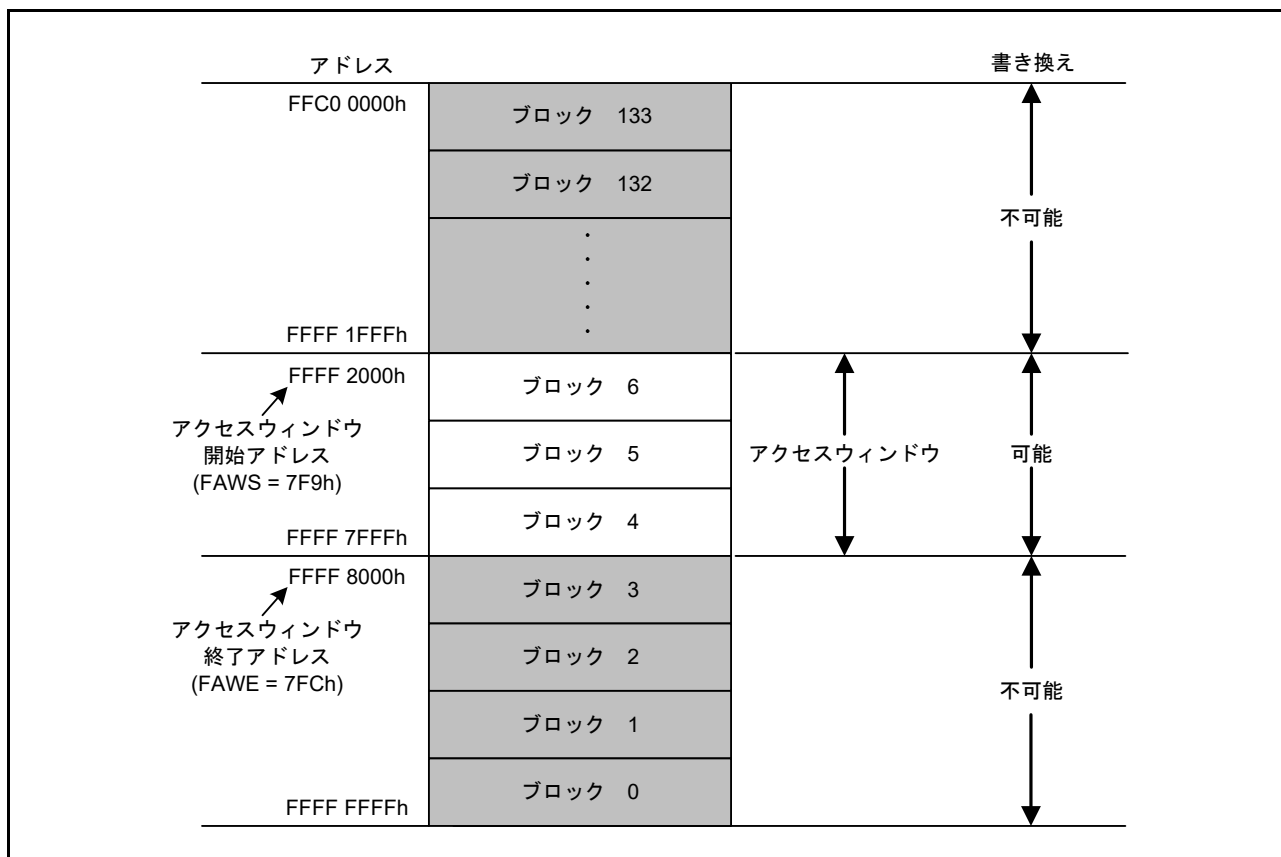 アドレス
書き換え
FFC0 0000h
ブロック 133
ブロック 132
不可能
FFFF 1FFFh
FFFF 2000h
ブロック 6
アクセスウィンドウ
開始アドレス
(FAWS = 7F9h)
ブロック 5
アクセスウィンドウ
可能
ブロック 4
FFFF 7FFFh
FFFF 8000h
ブロック 3
アクセスウィンドウ
終了アドレス
(FAWE = 7FCh)
ブロック 2
不可能
ブロック 1
ブロック 0
FFFF FFFFh